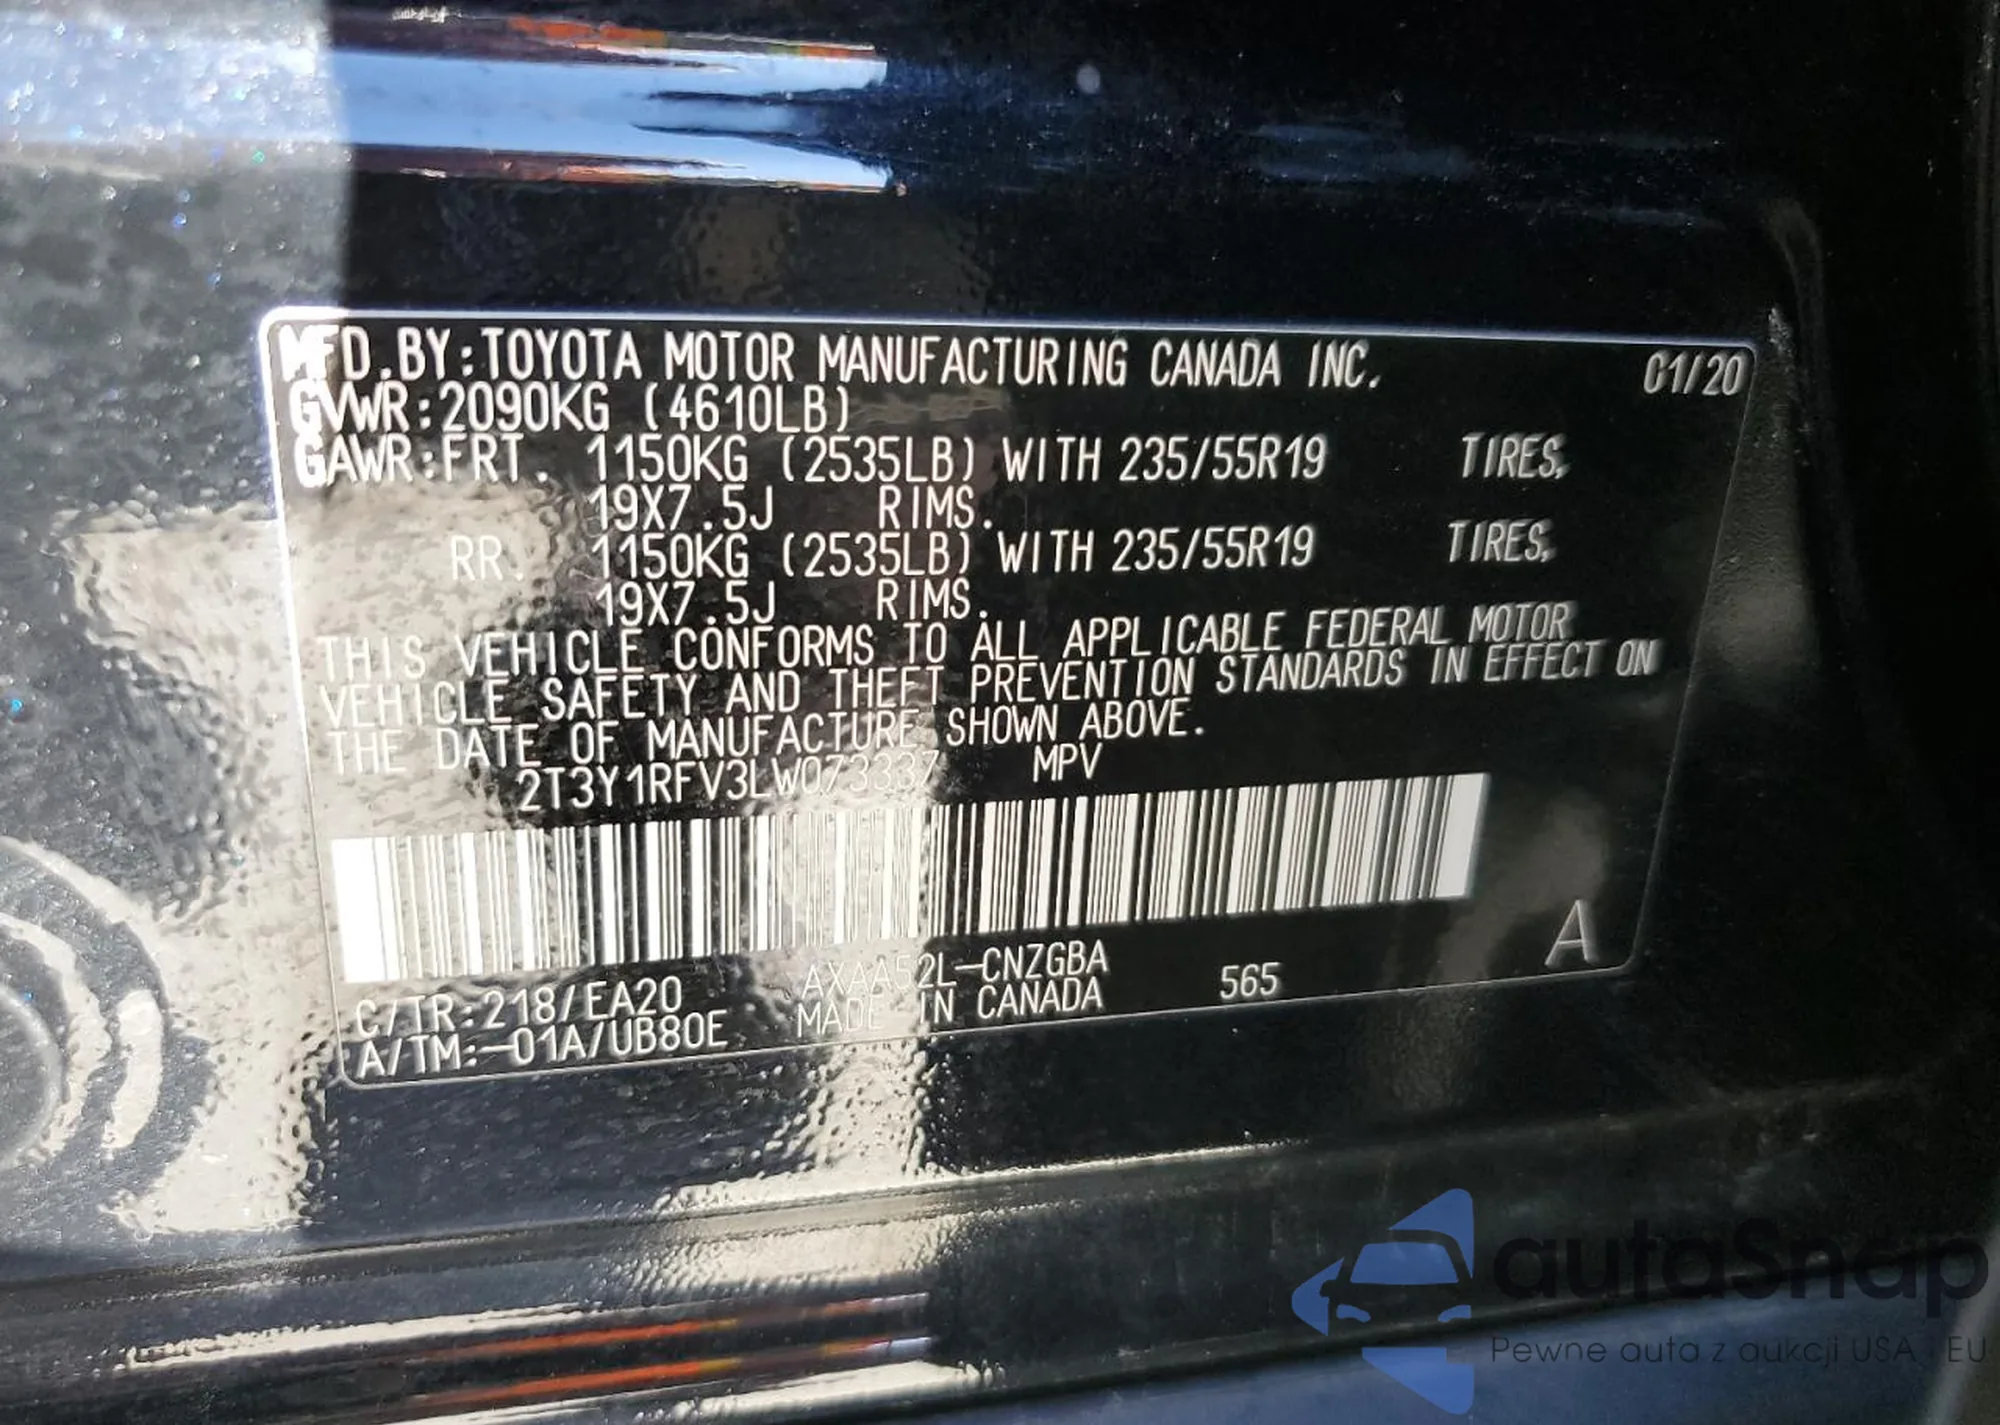 MFD.BY:TOYOTA MOTOR MANUFACTURING CANADA INC. 01/20
GVWR:2090KG (4610LB)
GAWR:FRT. 1150KG (2535LB) WITH 235/55R19 TIRES,
19X7.5J RIMS.
RR. 1150KG (2535LB) WITH 235/55R19 TIRES,
19X7.5J RIMS.
THIS VEHICLE CONFORMS TO ALL APPLICABLE FEDERAL MOTOR
VEHICLE SAFETY AND THEFT PREVENTION STANDARDS IN EFFECT ON
THE DATE OF MANUFACTURE SHOWN ABOVE.
2T3Y1RFV3LW073337 MPV
C/TR:218/EA20 AXAA52L-CNZGBA 565 A
A/TM:-01A/UB80E MADE IN CANADA
autaSnap
Pewne auta z aukcji USA i EU